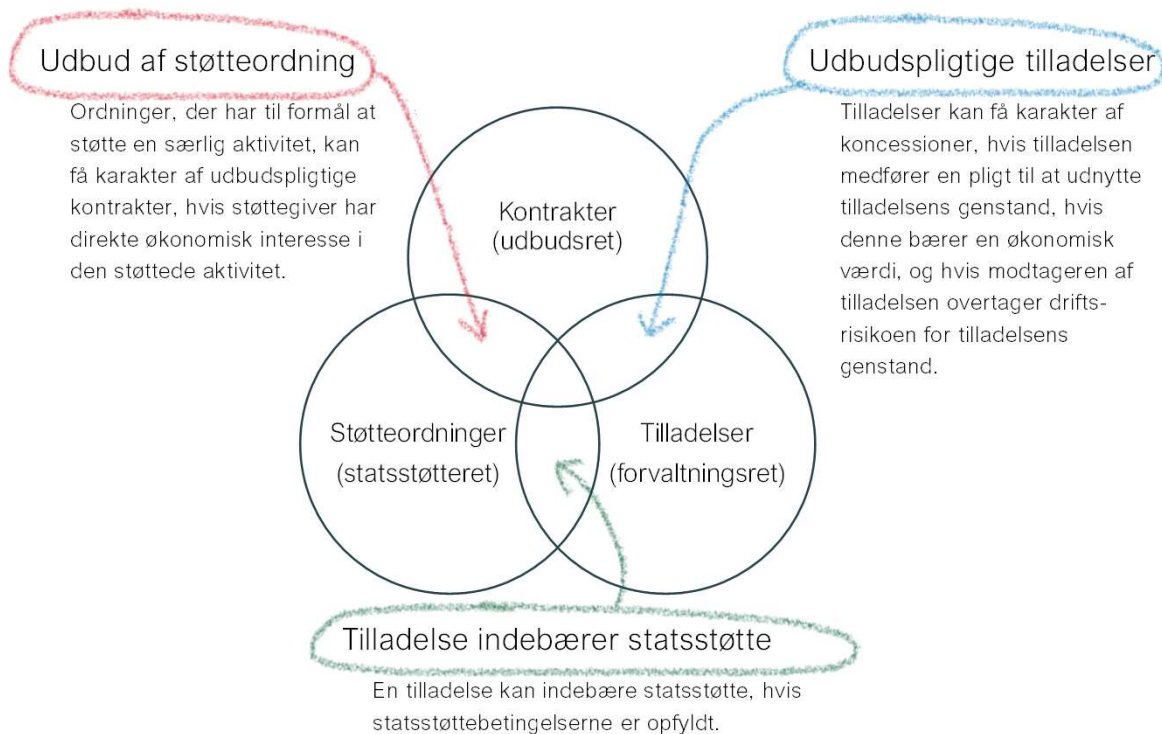 Udbud af støtteordning
Ordninger, der har til formål at
støtte en særlig aktivitet, kan
få karakter af udbudspligtige
kontrakter, hvis støttegiver har
direkte økonomisk interesse i
den støttede aktivitet.
Udbudspligtige tilladelser
Tilladelser kan få karakter af
koncessioner, hvis tilladelsen
medfører en pligt til at udnytte
tilladelsens genstand, hvis
denne bærer en økonomisk
værdi, og hvis modtageren af
tilladelsen overtager drifts-
risikoen for tilladelsens
genstand.
Kontrakter
(udbudsret)
Støtteordninger
(statsstøtteret)
Tilladelser
(forvaltningsret)
Tilladelse indebærer statsstøtte
En tilladelse kan indebære statsstøtte, hvis
statsstøttebetingelserne er opfyldt.